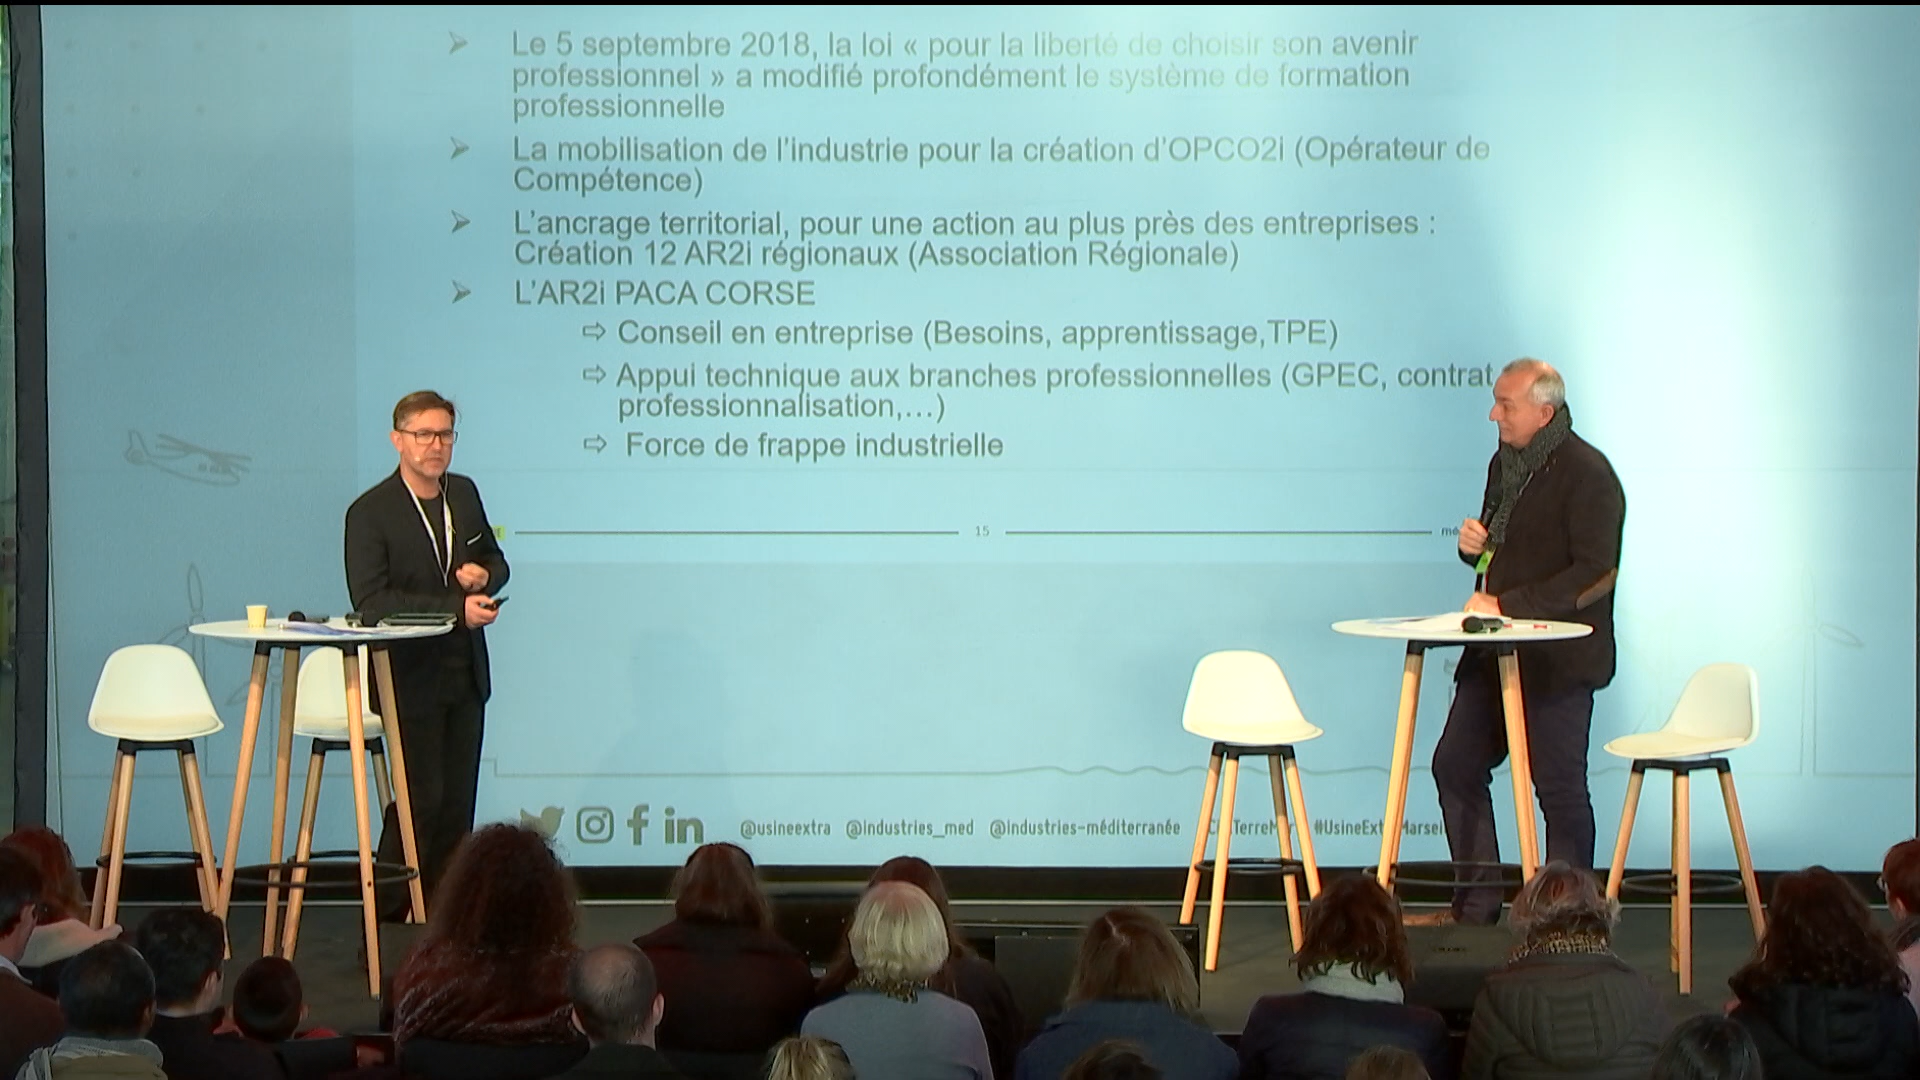 ➢ Le 5 septembre 2018, la loi « pour la liberté de choisir son avenir
professionnel » a modifié profondément le système de formation
professionnelle
➢ La mobilisation de l'industrie pour la création d'OPCO2i (Opérateur de
Compétence)
➢ L'ancrage territorial, pour une action au plus près des entreprises :
Création 12 AR2i régionaux (Association Régionale)
➢ L'AR2i PACA CORSE
⇨ Conseil en entreprise (Besoins, apprentissage,TPE)
⇨ Appui technique aux branches professionnelles (GPEC, contrat
professionnalisation,…)
⇨ Force de frappe industrielle
15
@usineextra @industries_med @industries-méditerranée